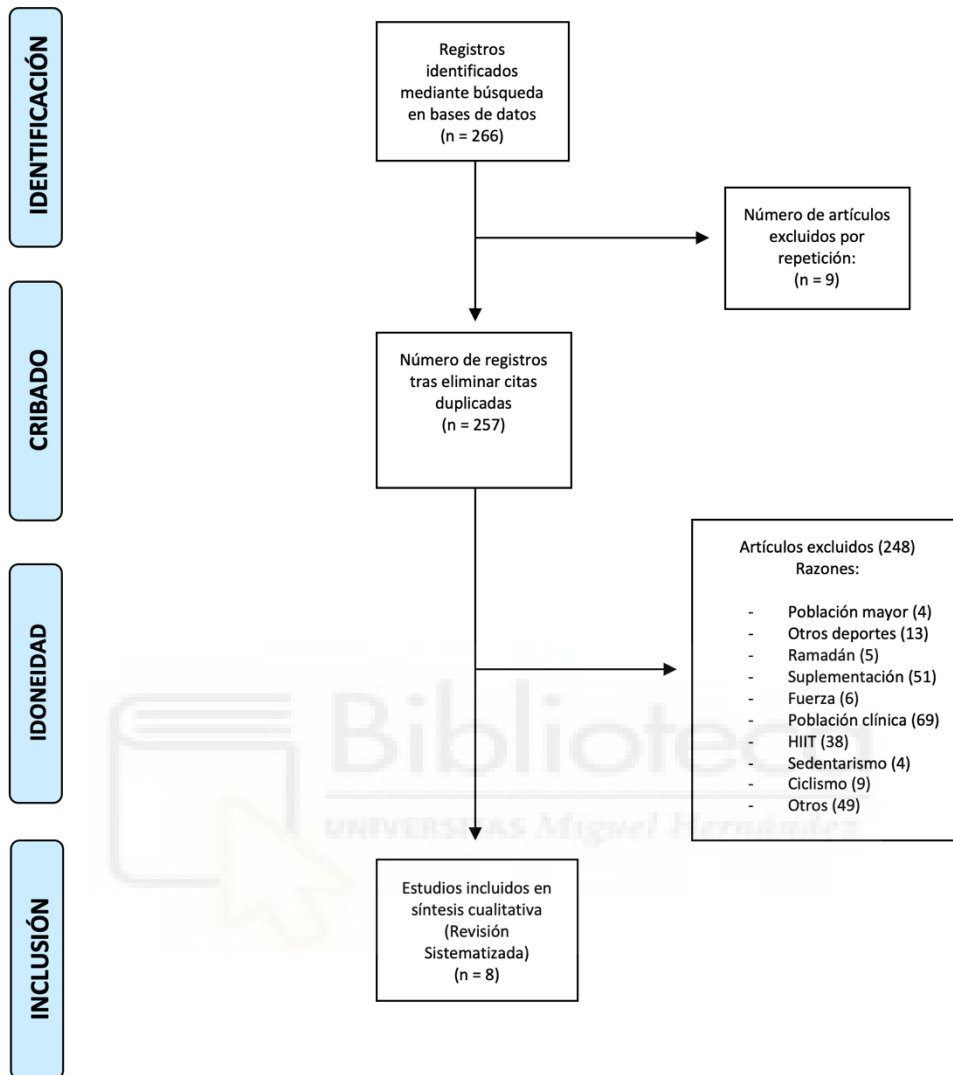 IDENTIFICACIÓN
Registros
identificados
mediante búsqueda
en bases de datos
(n = 266)
Número de artículos
excluidos por
repetición:
(n = 9)
CRIBADO
Número de registros
tras eliminar citas
duplicadas
(n = 257)
IDONEIDAD
Artículos excluidos (248)
Razones:
- Población mayor (4)
- Otros deportes (13)
- Ramadán (5)
- Suplementación (51)
- Fuerza (6)
- Población clínica (69)
- HIIT (38)
- Sedentarismo (4)
- Ciclismo (9)
- Otros (49)
Biblioteca
UNIVERSITAS Miguel Hernández
INCLUSIÓN
Estudios incluidos en
síntesis cualitativa
(Revisión
Sistematizada)
(n = 8)